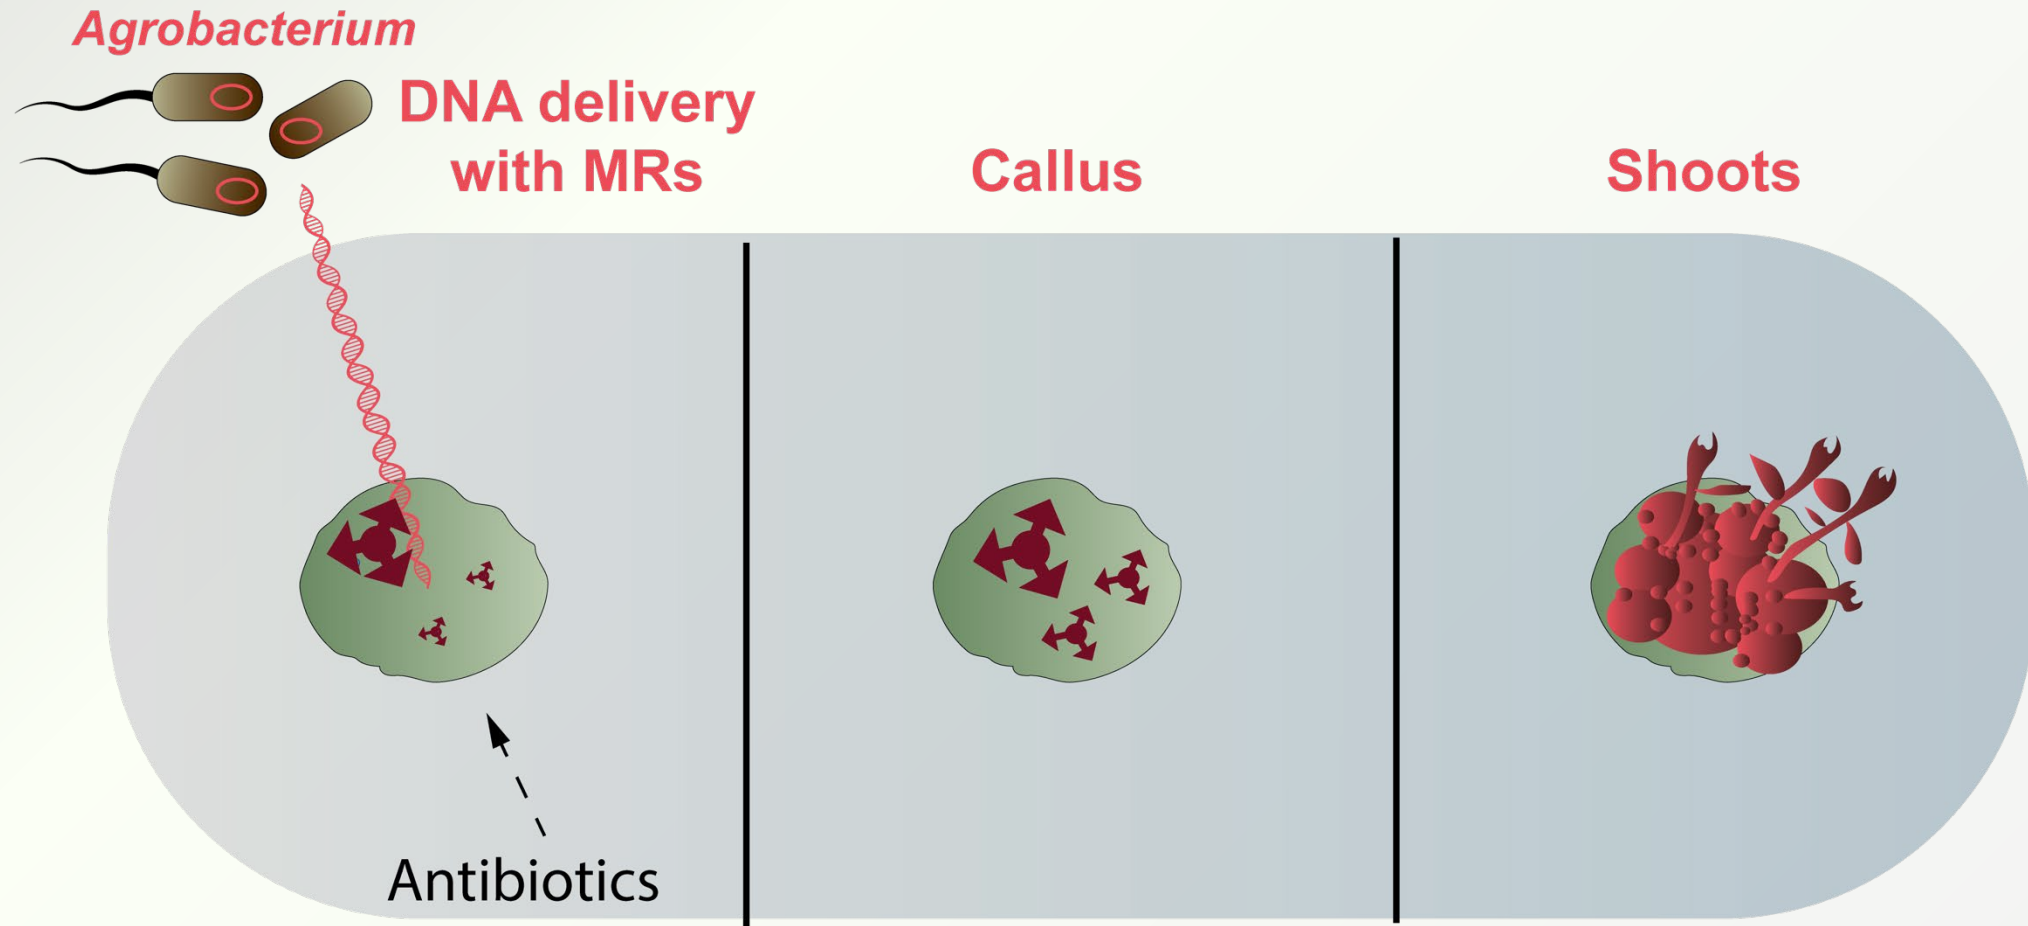 Agrobacterium
DNA delivery
with MRs
Callus
Shoots
Antibiotics